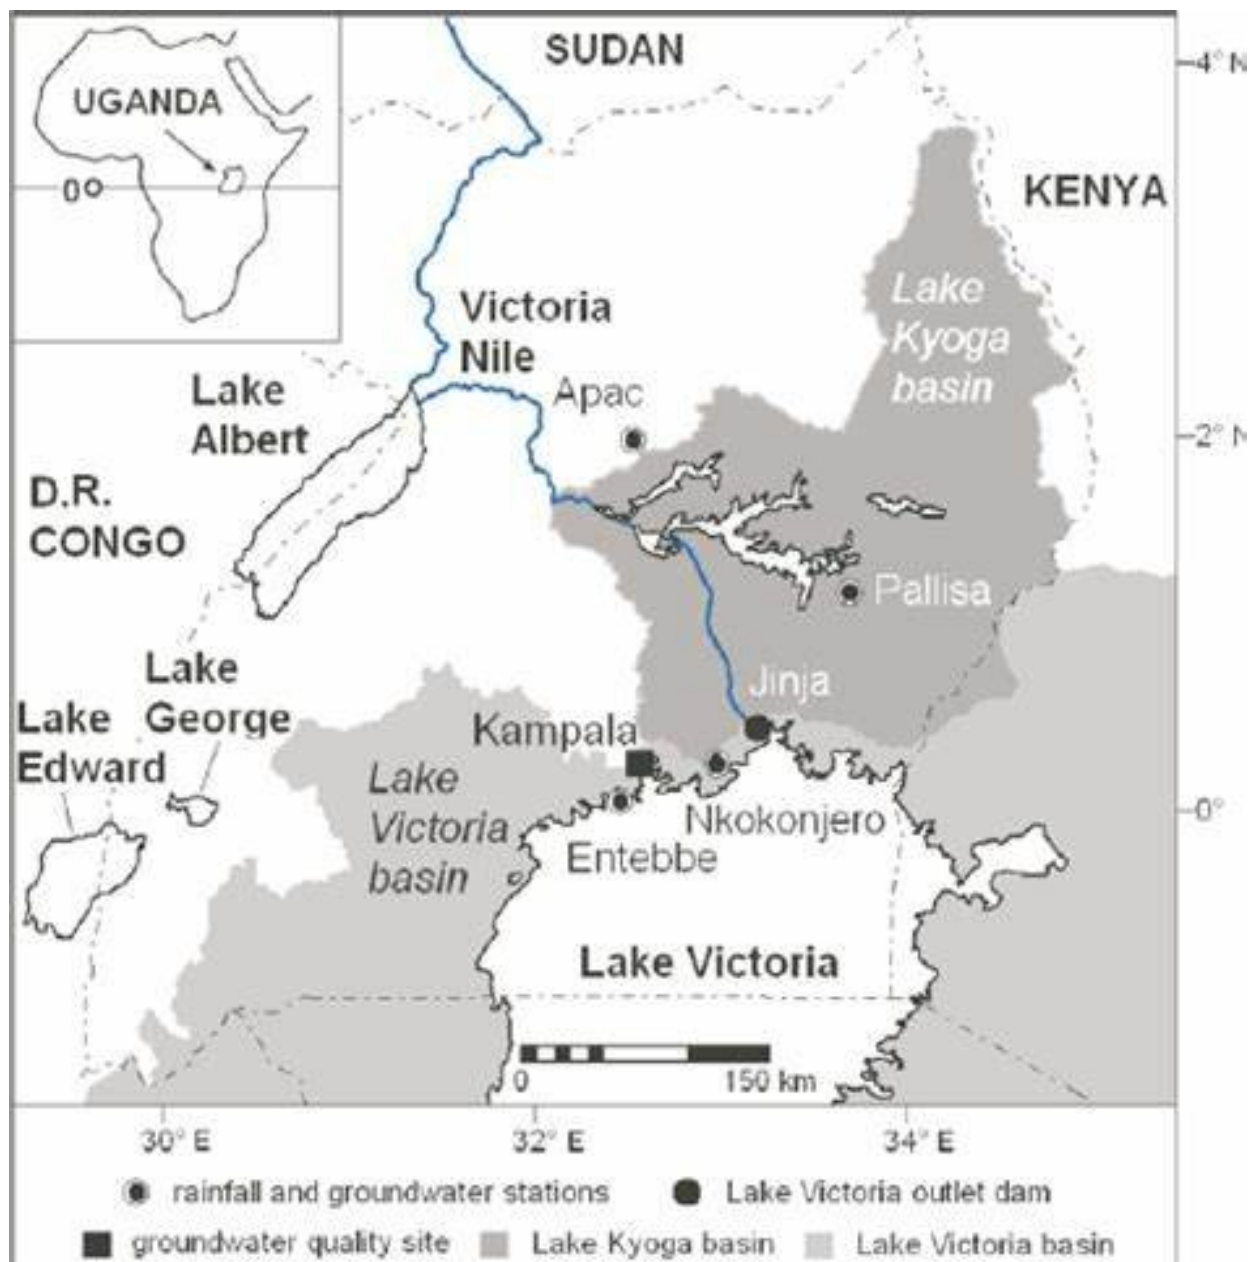 SUDAN
4° N
UGANDA
0°
KENYA
Lake
Kyoga
basin
Victoria
Nile
Apac
Lake
Albert
2° N
D.R.
CONGO
Pallisa
Lake
George
Jinja
Lake
Edward
Kampala
Lake
Victoria
basin
Nkokonjero
0°
Entebbe
Lake Victoria
0
150 km
30° E
32° E
34° E
rainfall and groundwater stations
Lake Victoria outlet dam
groundwater quality site
Lake Kyoga basin
Lake Victoria basin